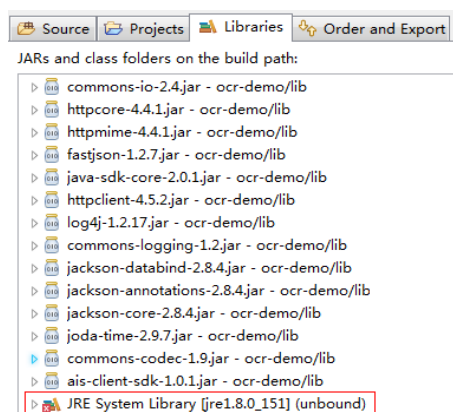 Source Projects Libraries Order and Export
JARs and class folders on the build path:
commons-io-2.4.jar - ocr-demo/lib
httpcore-4.4.1.jar - ocr-demo/lib
httpmime-4.4.1.jar - ocr-demo/lib
fastjson-1.2.7.jar - ocr-demo/lib
java-sdk-core-2.0.1.jar - ocr-demo/lib
httpclient-4.5.2.jar - ocr-demo/lib
log4j-1.2.17.jar - ocr-demo/lib
commons-logging-1.2.jar - ocr-demo/lib
jackson-databind-2.8.4.jar - ocr-demo/lib
jackson-annotations-2.8.4.jar - ocr-demo/lib
jackson-core-2.8.4.jar - ocr-demo/lib
joda-time-2.9.7.jar - ocr-demo/lib
commons-codec-1.9.jar - ocr-demo/lib
ais-client-sdk-1.0.1.jar - ocr-demo/lib
JRE System Library [jre1.8.0_151] (unbound)